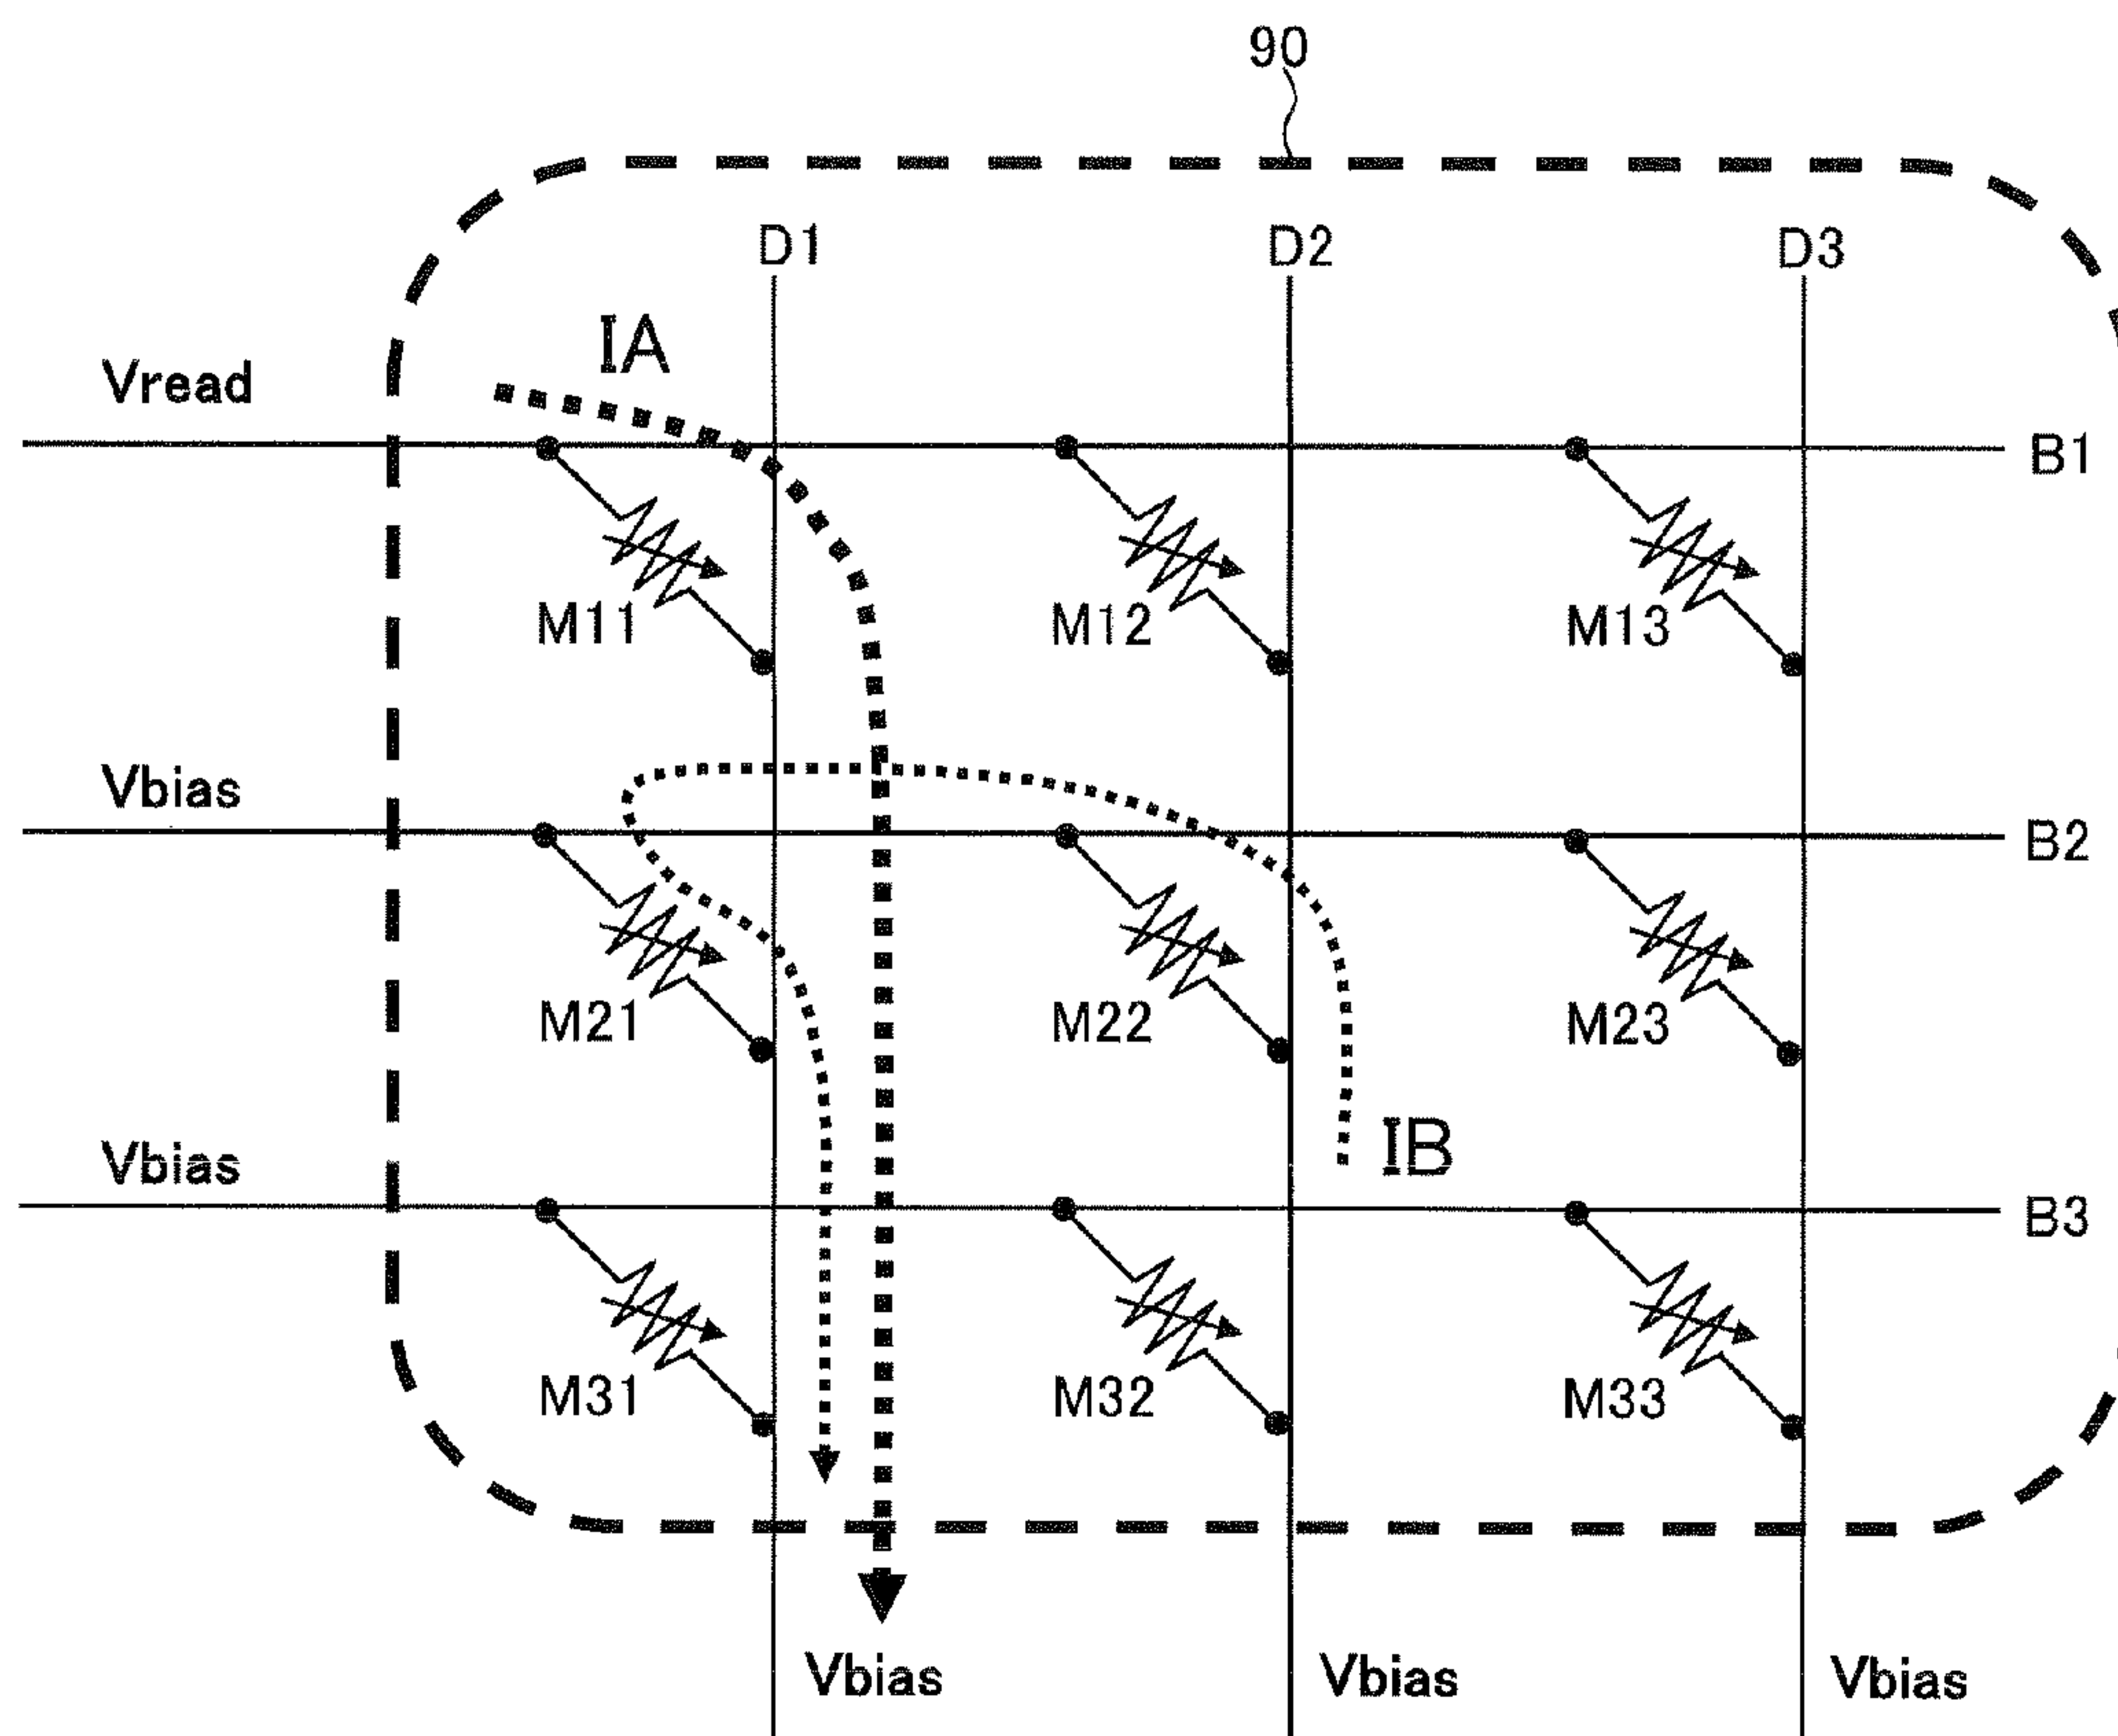 90
D1 D2 D3
IA
Vread
B1
M11 M12 M13
Vbias
B2
M21 M22 M23
IB
Vbias
B3
M31 M32 M33
Vbias Vbias Vbias